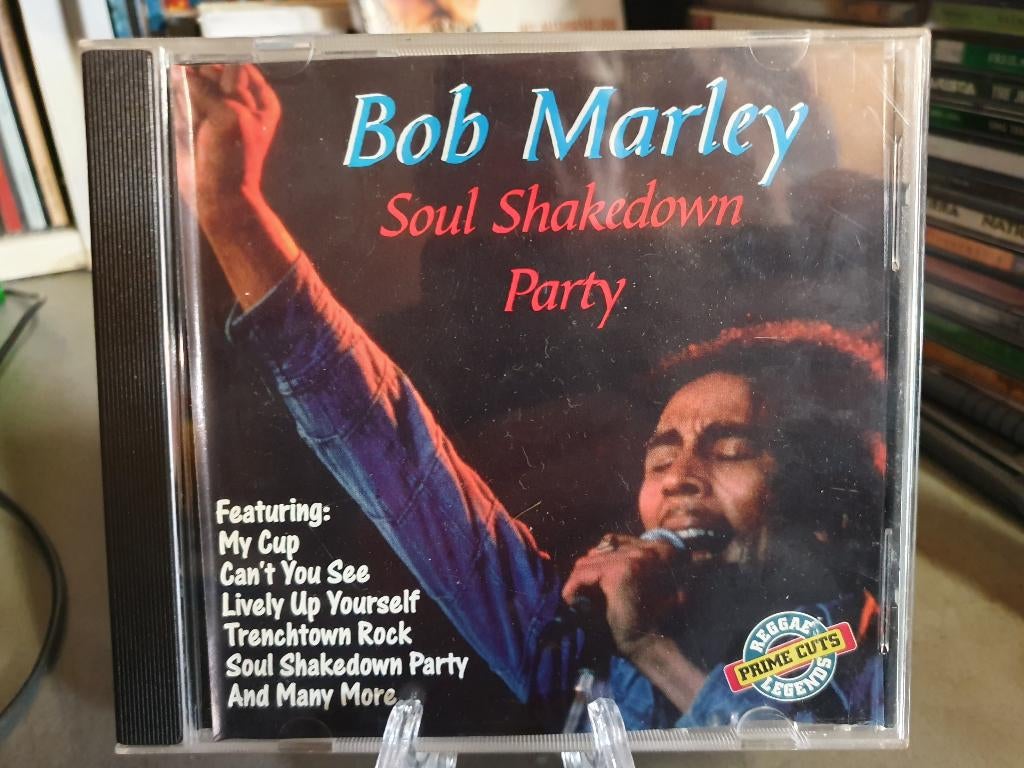 Bob Marley
Soul Shakedown
Party
Featuring:
My Cup
Can't You See
Lively Up Yourself
Trenchtown Rock
Soul Shakedown Party
And Many More
REGGAE
PRIME CUTS
LEGENDS